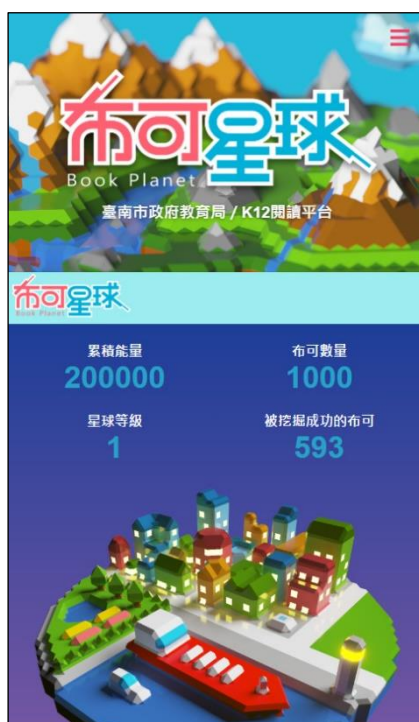 布可星球
Book Planet
臺南市政府教育局 / K12閱讀平台
布可星球
Book Planet
累積能量
布可數量
200000
1000
星球等級
被挖掘成功的布可
1
593